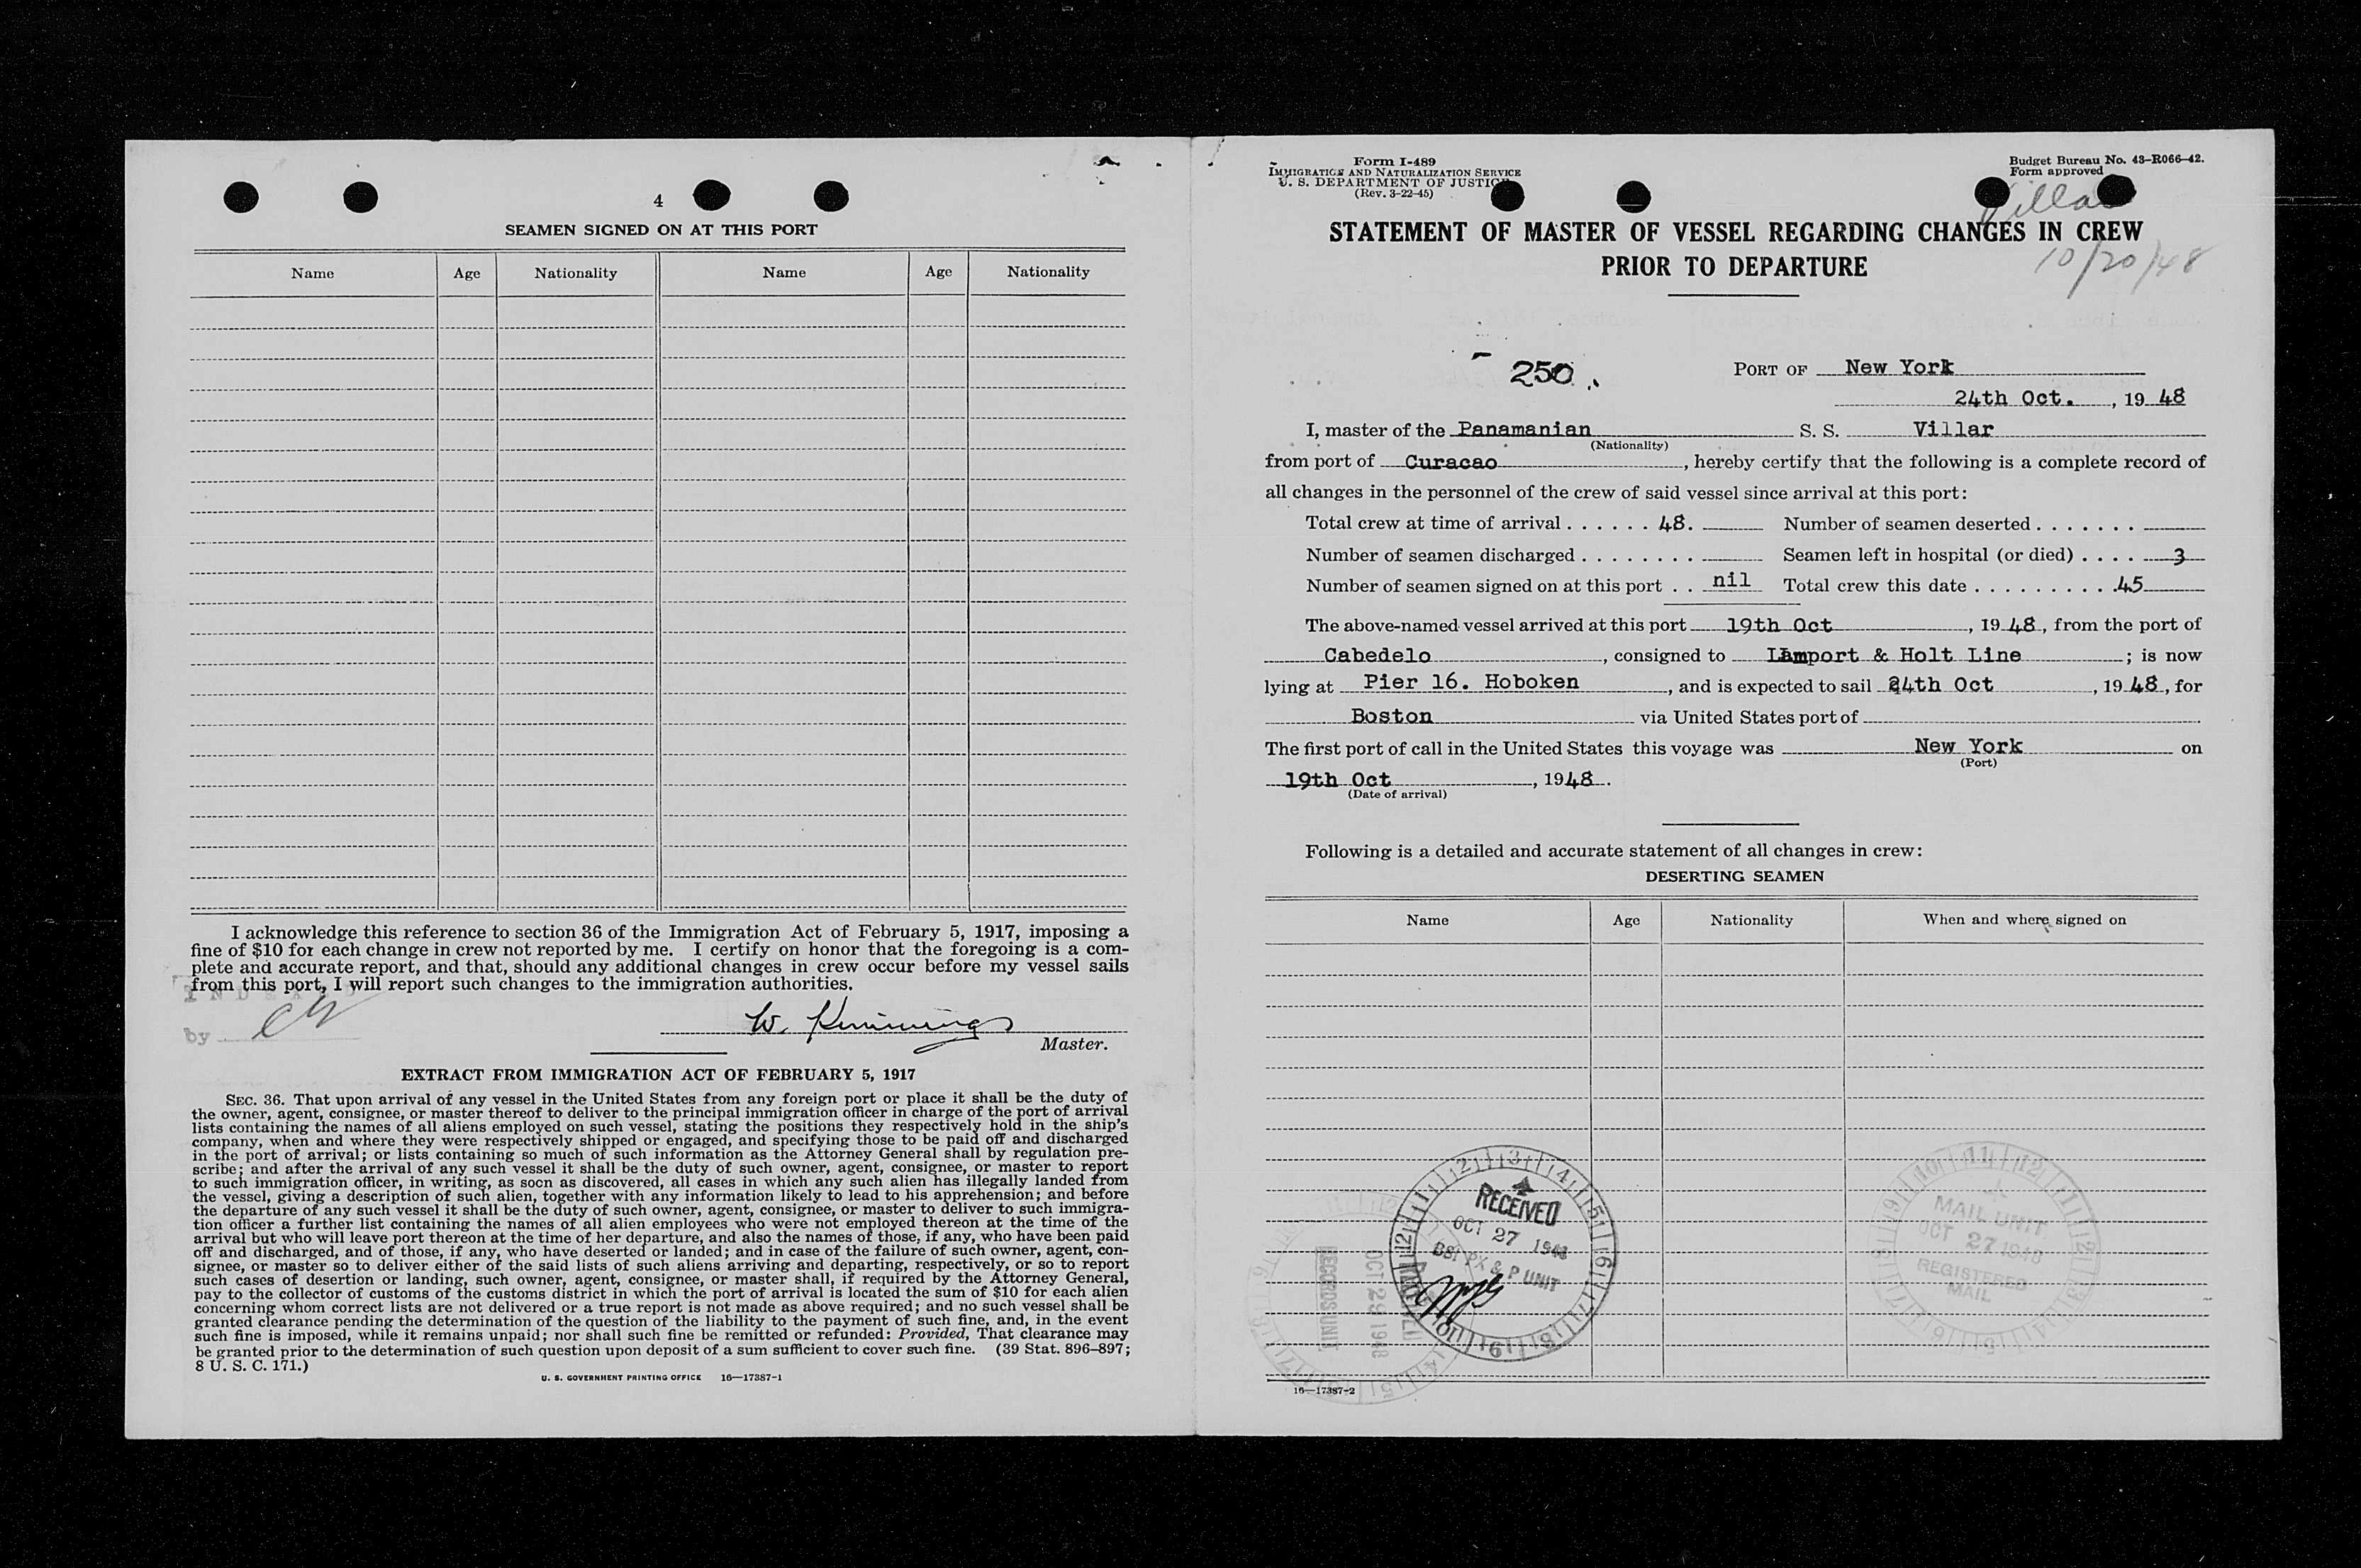 4
SEAMEN SIGNED ON AT THIS PORT
Name Age Nationality Name Age Nationality
I acknowledge this reference to section 36 of the Immigration Act of February 5, 1917, imposing a
fine of $10 for each change in crew not reported by me. I certify on honor that the foregoing is a com-
plete and accurate report, and that, should any additional changes in crew occur before my vessel sails
from this port, I will report such changes to the immigration authorities.
by
W.
Master.
EXTRACT FROM IMMIGRATION ACT OF FEBRUARY 5, 1917
SEC. 36. That upon arrival of any vessel in the United States from any foreign port or place it shall be the duty of
the owner, agent, consignee, or master thereof to deliver to the principal immigration officer in charge of the port of arrival
lists containing the names of all aliens employed on such vessel, stating the positions they respectively hold in the ship's
company, when and where they were respectively shipped or engaged, and specifying those to be paid off and discharged
in the port of arrival; or lists containing so much of such information as the Attorney General shall by regulation pre-
scribe; and after the arrival of any such vessel it shall be the duty of such owner, agent, consignee, or master to report
to such immigration officer, in writing, as soon as discovered, all cases in which any such alien has illegally landed from
the vessel, giving a description of such alien, together with any information likely to lead to his apprehension; and before
the departure of any such vessel it shall be the duty of such owner, agent, consignee, or master to deliver to such immigra-
tion officer a further list containing the names of all alien employees who were not employed thereon at the time of the
arrival but who will leave port thereon at the time of her departure, and also the names of those, if any, who have been paid
off and discharged, and of those, if any, who have deserted or landed; and in case of the failure of such owner, agent, con-
signee, or master so to deliver either of the said lists of such aliens arriving and departing, respectively, or so to report
such cases of desertion or landing, such owner, agent, consignee, or master shall, if required by the Attorney General,
pay to the collector of customs of the customs district in which the port of arrival is located the sum of $10 for each alien
concerning whom correct lists are not delivered or a true report is not made as above required; and no such vessel shall be
granted clearance pending the determination of the question of the liability to the payment of such fine, and, in the event
such fine is imposed, while it remains unpaid; nor shall such fine be remitted or refunded: Provided, That clearance may
be granted prior to the determination of such question upon deposit of a sum sufficient to cover such fine. (39 Stat. 896–897;
8 U. S. C. 171.)
U. S. GOVERNMENT PRINTING OFFICE 16—17387-1
Form I-489
IMMIGRATION AND NATURALIZATION SERVICE
U. S. DEPARTMENT OF JUSTICE
(Rev. 3-22-45)
Budget Bureau No. 43-R066-42.
Form approved
Villar
STATEMENT OF MASTER OF VESSEL REGARDING CHANGES IN CREW
PRIOR TO DEPARTURE
10/20/48
250.
PORT OF New York
24th Oct. , 19 48
I, master of the Panamanian S. S. Villar
(Nationality)
from port of Curacao , hereby certify that the following is a complete record of
all changes in the personnel of the crew of said vessel since arrival at this port:
Total crew at time of arrival . . . . . . 48. Number of seamen deserted . . . . . . .
Number of seamen discharged . . . . . . . . Seamen left in hospital (or died) . . . . 3
Number of seamen signed on at this port . . nil Total crew this date . . . . . . . . . . 45
The above-named vessel arrived at this port 19th Oct , 19 48 , from the port of
Cabedelo , consigned to Lamport & Holt Line ; is now
lying at Pier 16. Hoboken , and is expected to sail 24th Oct , 19 48 , for
Boston via United States port of
The first port of call in the United States this voyage was New York on
(Port)
19th Oct , 1948 .
(Date of arrival)
Following is a detailed and accurate statement of all changes in crew:
DESERTING SEAMEN
Name Age Nationality When and where signed on
RECEIVED
OCT 27 1948
BSI PX & P UNIT
RECORDS UNIT
OCT 29 1948
MAIL UNIT
OCT 27 1948
REGISTERED
MAIL
16—17387-2